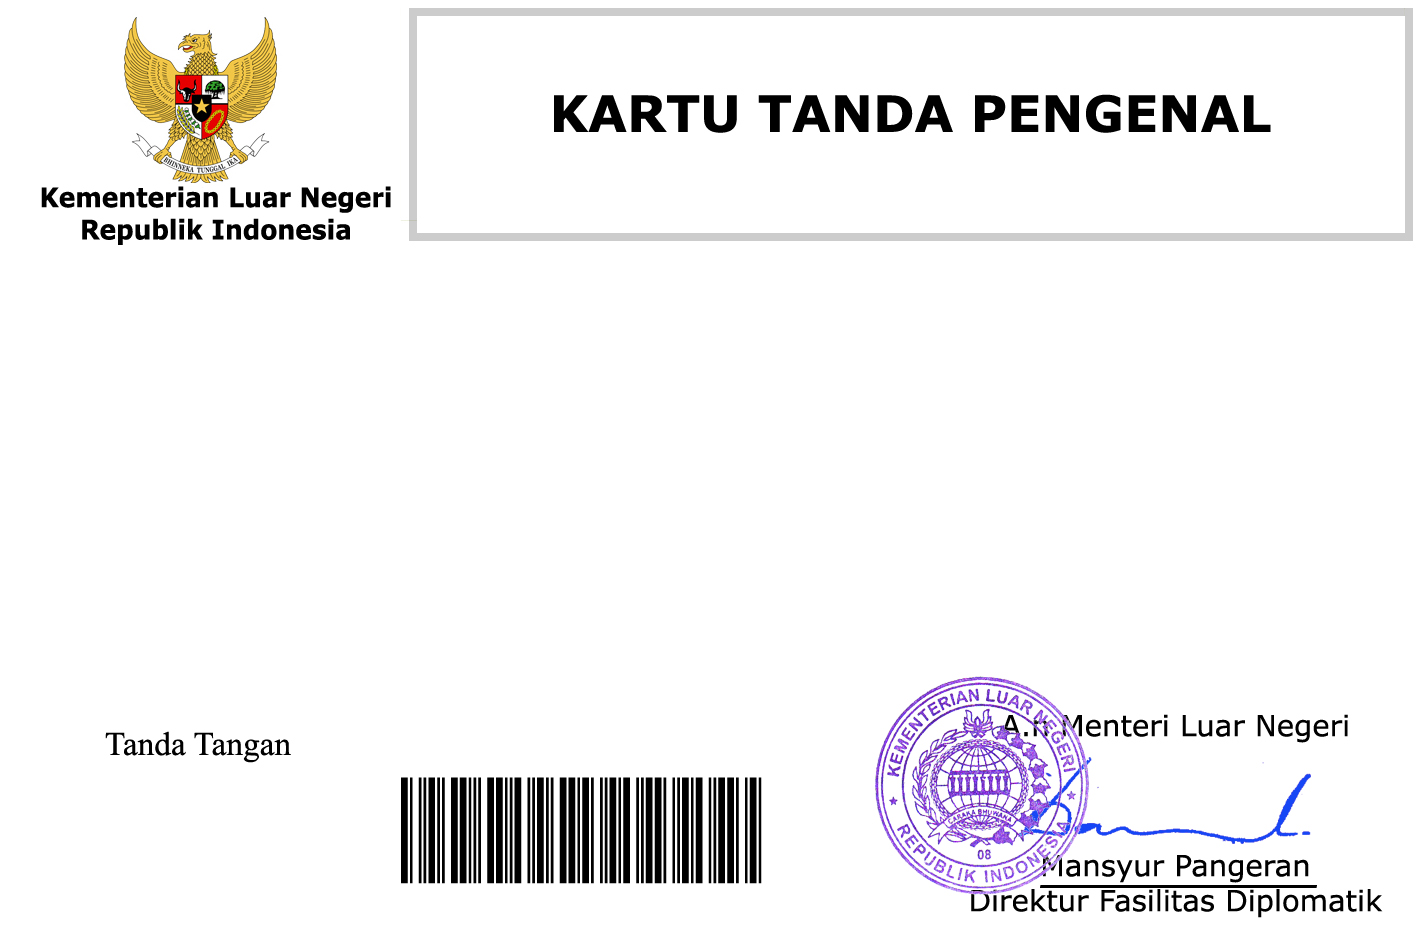 BHINNEKA TUNGGAL IKA
Kementerian Luar Negeri
Republik Indonesia
KARTU TANDA PENGENAL
Tanda Tangan
A.n Menteri Luar Negeri
KEMENTERIAN LUAR NEGERI
CARAKA BHUWANA
08
REPUBLIK INDONESIA
Mansyur Pangeran
Direktur Fasilitas Diplomatik